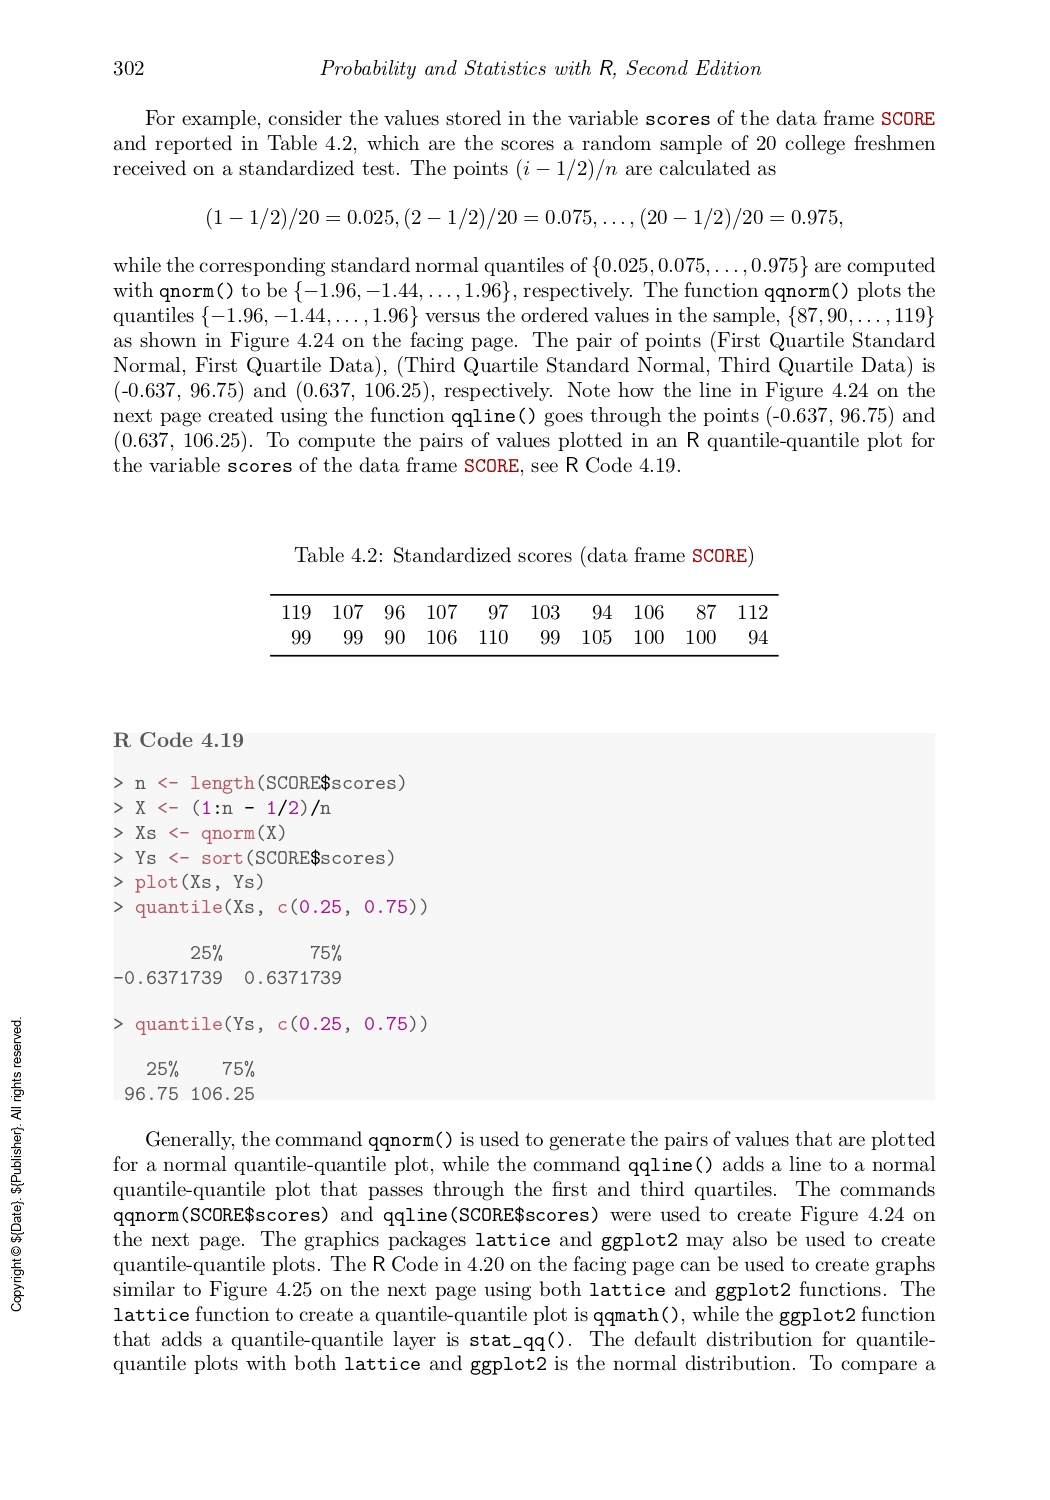 302 Probability and Statistics with R, Second Edition
For example, consider the values stored in the variable scores of the data frame SCORE
and reported in Table 4.2, which are the scores a random sample of 20 college freshmen
received on a standardized test. The points (i − 1/2)/n are calculated as
(1 − 1/2)/20 = 0.025, (2 − 1/2)/20 = 0.075, . . . , (20 − 1/2)/20 = 0.975,
while the corresponding standard normal quantiles of {0.025, 0.075, . . . , 0.975} are computed
with qnorm() to be {−1.96, −1.44, . . . , 1.96}, respectively. The function qqnorm() plots the
quantiles {−1.96, −1.44, . . . , 1.96} versus the ordered values in the sample, {87, 90, . . . , 119}
as shown in Figure 4.24 on the facing page. The pair of points (First Quartile Standard
Normal, First Quartile Data), (Third Quartile Standard Normal, Third Quartile Data) is
(-0.637, 96.75) and (0.637, 106.25), respectively. Note how the line in Figure 4.24 on the
next page created using the function qqline() goes through the points (-0.637, 96.75) and
(0.637, 106.25). To compute the pairs of values plotted in an R quantile-quantile plot for
the variable scores of the data frame SCORE, see R Code 4.19.
Table 4.2: Standardized scores (data frame SCORE)
119 107 96 107 97 103 94 106 87 112
99 99 90 106 110 99 105 100 100 94
R Code 4.19
> n <- length(SCORE$scores)
> X <- (1:n - 1/2)/n
> Xs <- qnorm(X)
> Ys <- sort(SCORE$scores)
> plot(Xs, Ys)
> quantile(Xs, c(0.25, 0.75))
25% 75%
-0.6371739 0.6371739
> quantile(Ys, c(0.25, 0.75))
25% 75%
96.75 106.25
Generally, the command qqnorm() is used to generate the pairs of values that are plotted
for a normal quantile-quantile plot, while the command qqline() adds a line to a normal
quantile-quantile plot that passes through the first and third quartiles. The commands
qqnorm(SCORE$scores) and qqline(SCORE$scores) were used to create Figure 4.24 on
the next page. The graphics packages lattice and ggplot2 may also be used to create
quantile-quantile plots. The R Code in 4.20 on the facing page can be used to create graphs
similar to Figure 4.25 on the next page using both lattice and ggplot2 functions. The
lattice function to create a quantile-quantile plot is qqmath(), while the ggplot2 function
that adds a quantile-quantile layer is stat_qq(). The default distribution for quantile-
quantile plots with both lattice and ggplot2 is the normal distribution. To compare a
Copyright © ${Date}. ${Publisher}. All rights reserved.